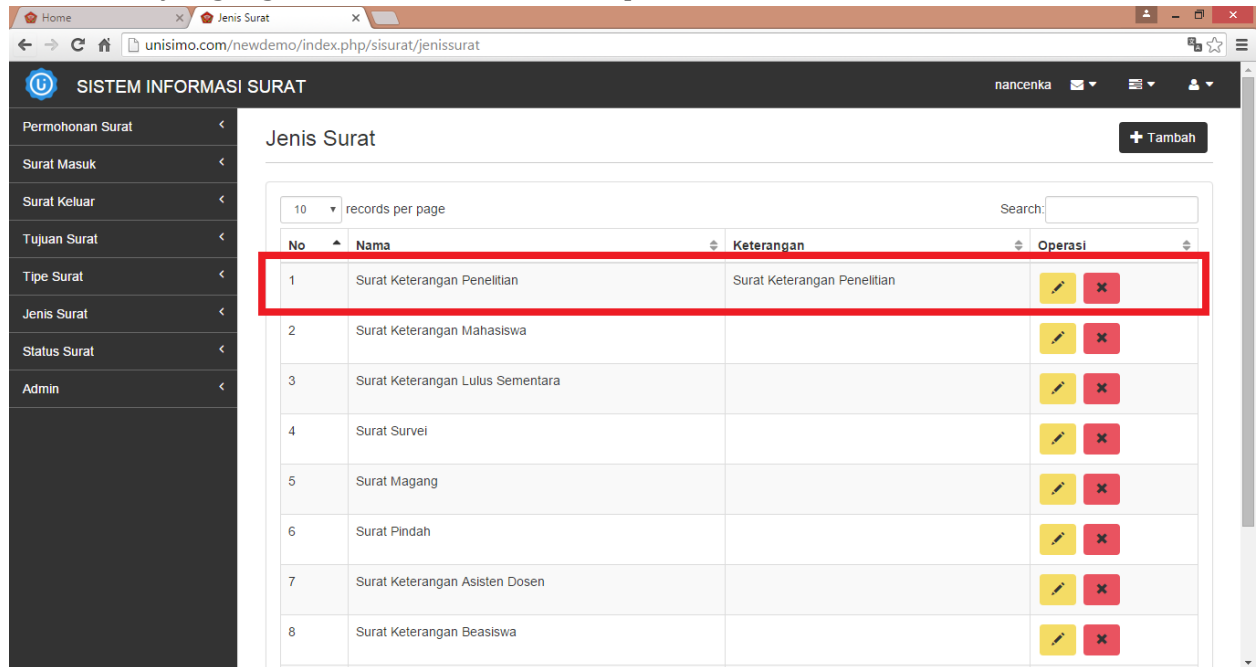 Home Jenis Surat
unisimo.com/newdemo/index.php/sisurat/jenissurat
SISTEM INFORMASI SURAT nancenka
Permohonan Surat
Surat Masuk
Surat Keluar
Tujuan Surat
Tipe Surat
Jenis Surat
Status Surat
Admin
Jenis Surat + Tambah
10 records per page Search:
No Nama Keterangan Operasi
1 Surat Keterangan Penelitian Surat Keterangan Penelitian
2 Surat Keterangan Mahasiswa
3 Surat Keterangan Lulus Sementara
4 Surat Survei
5 Surat Magang
6 Surat Pindah
7 Surat Keterangan Asisten Dosen
8 Surat Keterangan Beasiswa